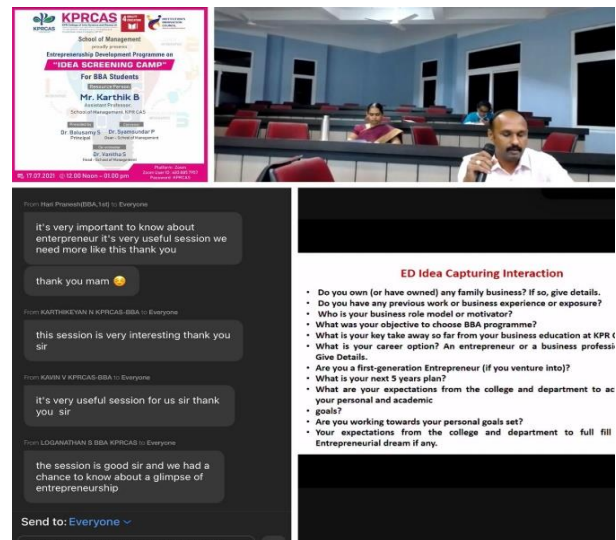 KPRCAS
KPRCAS
School of Management
proudly presents
Entrepreneurship Development Programme on
"IDEA SCREENING CAMP"
For BBA Students
Resource Person
Mr. Karthik B
Assistant Professor
School of Management, KPR CAS
Dr. Balusamy S
Principal
Dean - School of Management
Dr. Vanitha S
Head - School of Management
17.07.2021
12.00 Noon - 01.00 pm
Platform: Zoom
Password: KPRCAS
From Hari Pranesh(BBA,1st) to Everyone
it's very important to know about
enterpreneur it's very useful session we
need more like this thank you
thank you mam 😊
From KARTHIKEYAN N KPRCAS-BBA to Everyone
this session is very interesting thank you
sir
From KAVIN V KPRCAS-BBA to Everyone
it's very useful session for us sir thank
you sir
From LOGANATHAN S BBA KPRCAS to Everyone
the session is good sir and we had a
chance to know about a glimpse of
entrepreneurship
Send to: Everyone
ED Idea Capturing Interaction
• Do you own (or have owned) any family business? If so, give details.
• Do you have any previous work or business experience or exposure?
• Who is your business role model or motivator?
• What was your objective to choose BBA programme?
• What is your key take away so far from your business education at KPR C
• What is your career option? An entrepreneur or a business professi
Give Details.
• Are you a first-generation Entrepreneur (if you venture into)?
• What is your next 5 years plan?
• What are your expectations from the college and department to ac
your personal and academic
• goals?
• Are you working towards your personal goals set?
• Your expectations from the college and department to full fill
Entrepreneurial dream if any.